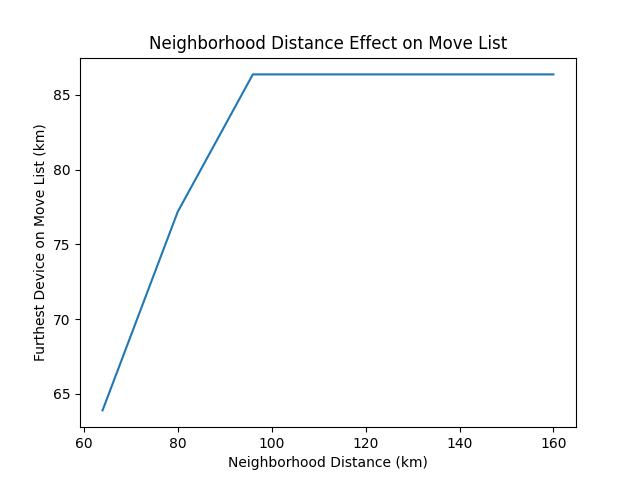 Neighborhood Distance Effect on Move List
Furthest Device on Move List (km)
85
80
75
70
65
60 80 100 120 140 160
Neighborhood Distance (km)